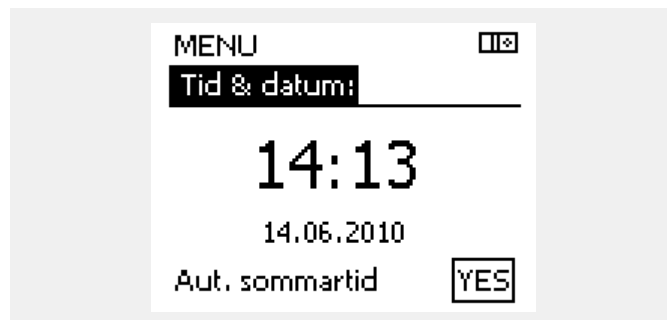 MENU
Tid & datum:
14:13
14.06.2010
Aut. sommartid YES